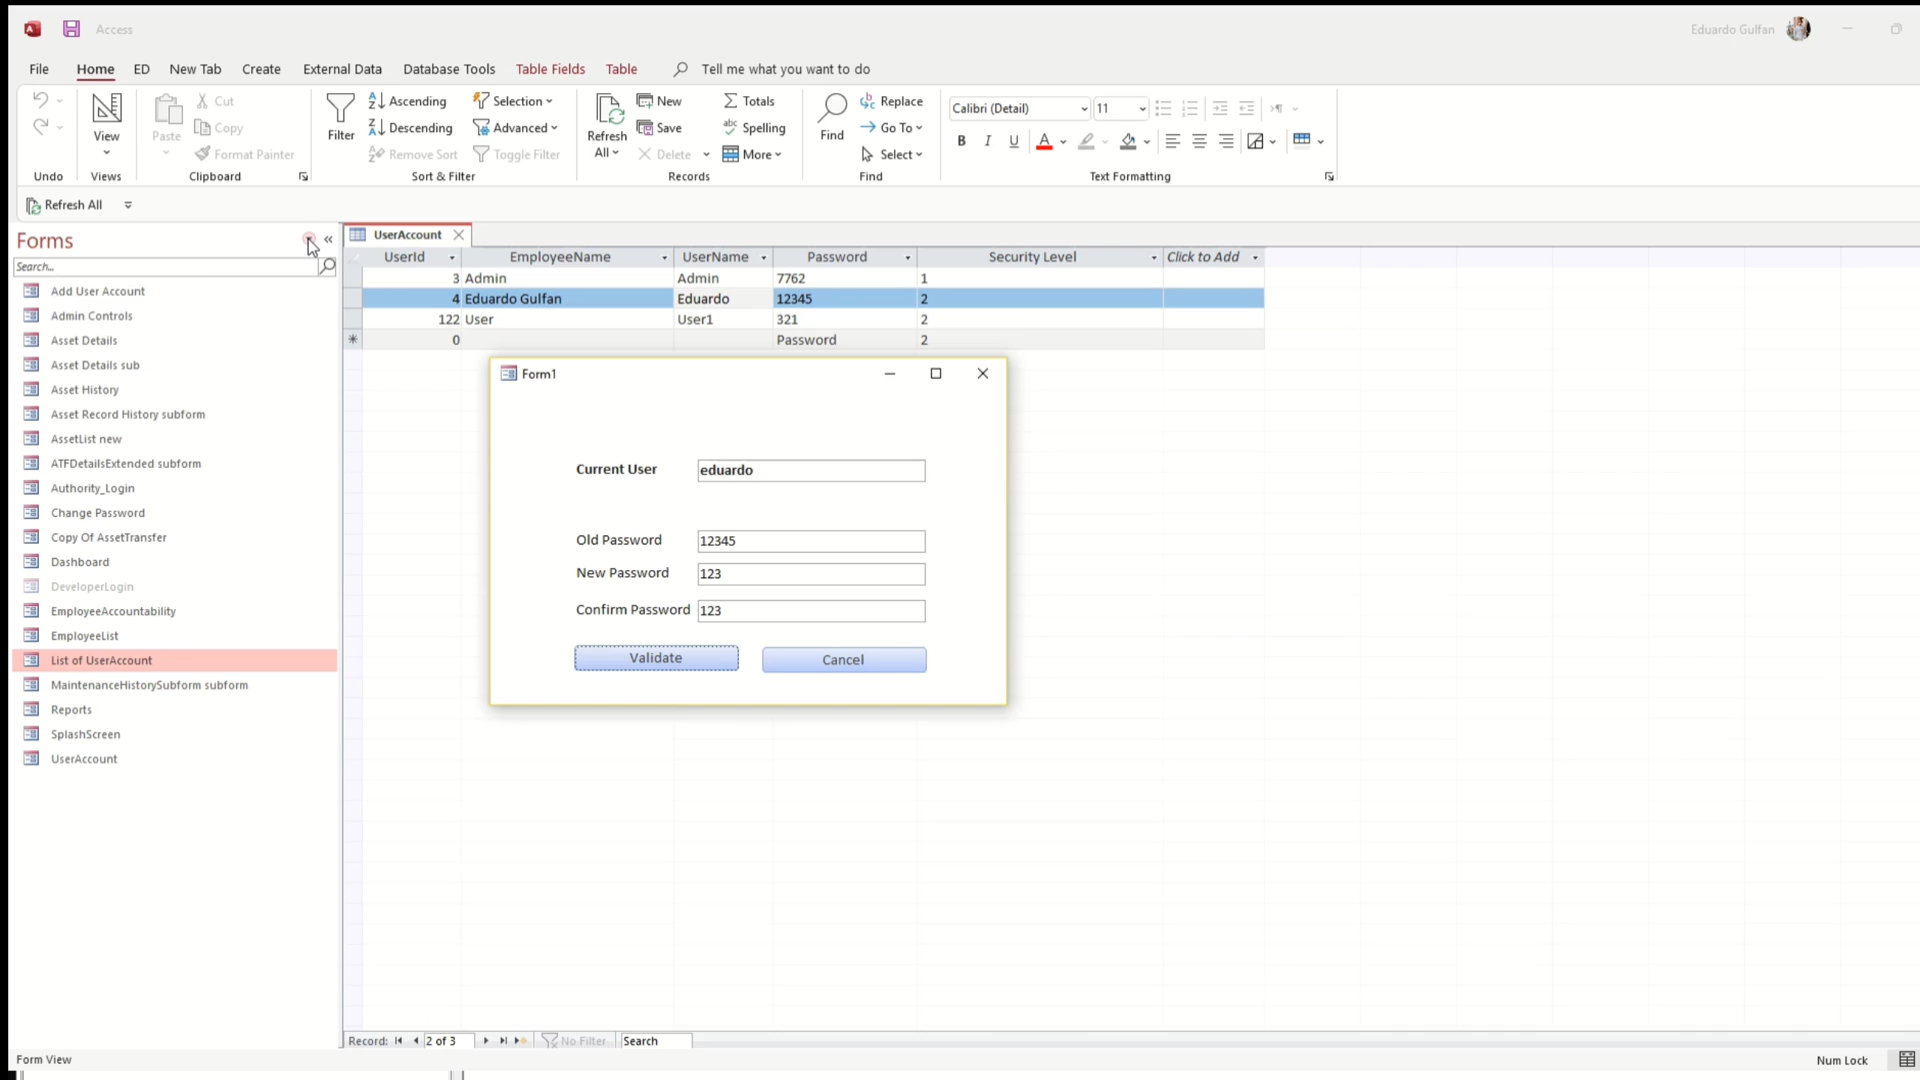 Access
Eduardo Gulfan
File Home ED New Tab Create External Data Database Tools Table Fields Table Tell me what you want to do
Cut
Copy
Format Painter
Paste
View
Filter
Ascending
Descending
Remove Sort
Selection
Advanced
Toggle Filter
Refresh
All
New
Save
Delete
Totals
Spelling
More
Find
Replace
Go To
Select
Calibri (Detail) 11
B I U A
Undo Views Clipboard Sort & Filter Records Find Text Formatting
Refresh All
Forms
Search...
Add User Account
Admin Controls
Asset Details
Asset Details sub
Asset History
Asset Record History subform
AssetList new
ATFDetailsExtended subform
Authority_Login
Change Password
Copy Of AssetTransfer
Dashboard
DeveloperLogin
EmployeeAccountability
EmployeeList
List of UserAccount
MaintenanceHistorySubform subform
Reports
SplashScreen
UserAccount
UserAccount
UserId EmployeeName UserName Password Security Level Click to Add
3 Admin Admin 7762 1
4 Eduardo Gulfan Eduardo 12345 2
122 User User1 321 2
0 Password 2
Form1
Current User eduardo
Old Password 12345
New Password 123
Confirm Password 123
Validate Cancel
Record: 2 of 3 No Filter Search
Form View
Num Lock